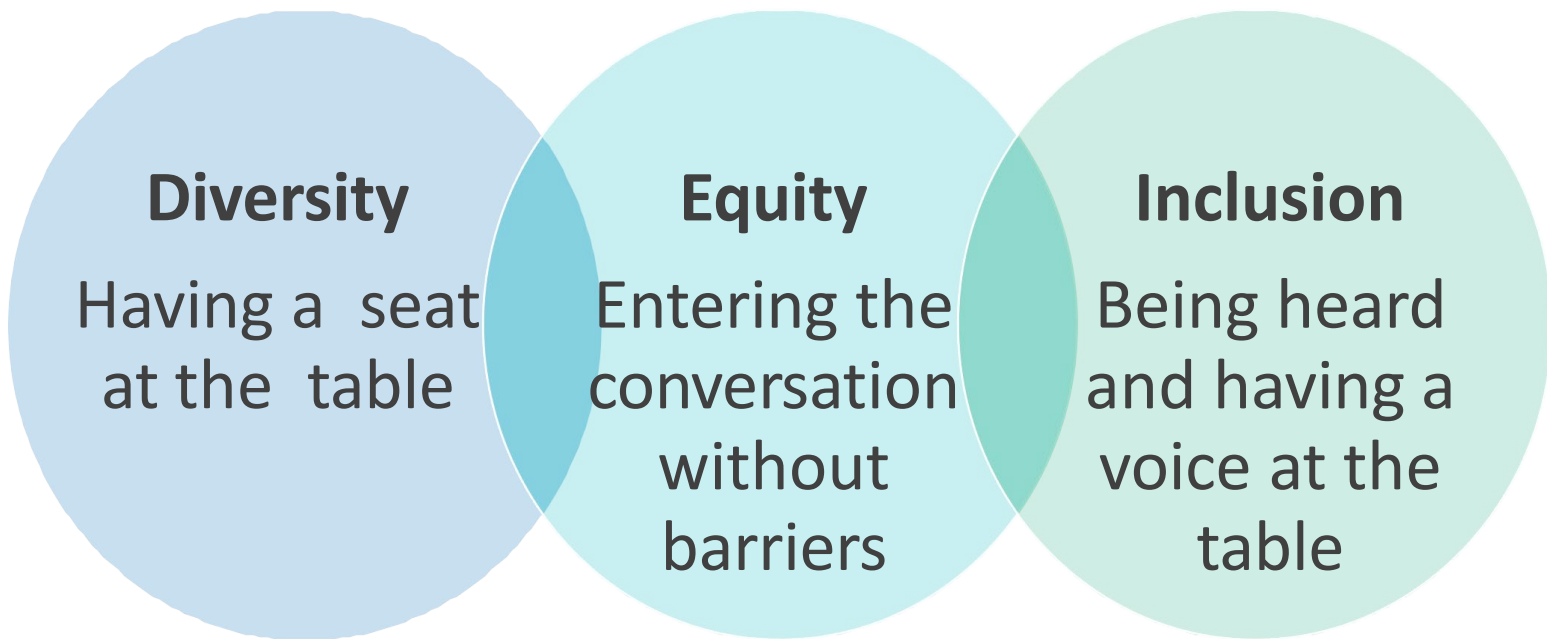 Diversity
Having a seat
at the table
Equity
Entering the
conversation
without
barriers
Inclusion
Being heard
and having a
voice at the
table